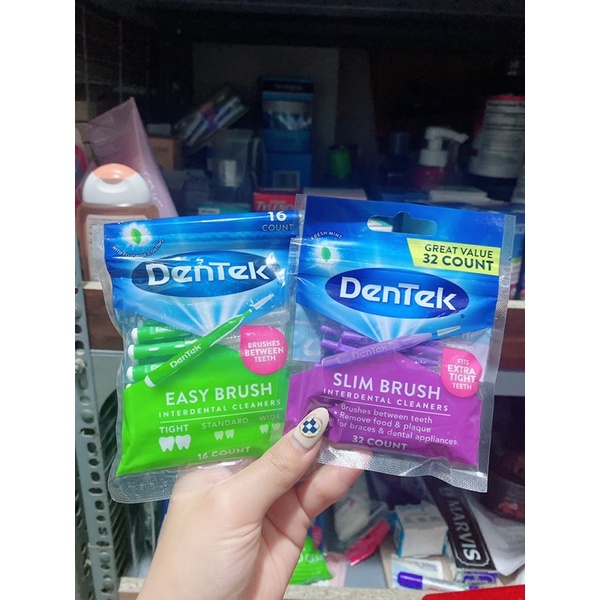 16
COUNT
DenTek
DenTek
BRUSHES
BETWEEN
TEETH
EASY BRUSH
INTERDENTAL CLEANERS
TIGHT
STANDARD
WIDE
16 COUNT
FRESH MINT
GREAT VALUE
32 COUNT
DenTek
DenTek
FITS
EXTRA
TIGHT
TEETH
SLIM BRUSH
INTERDENTAL CLEANERS
• Brushes between teeth
• Remove food & plaque
for braces & dental appliances.
32 COUNT
MARVIS